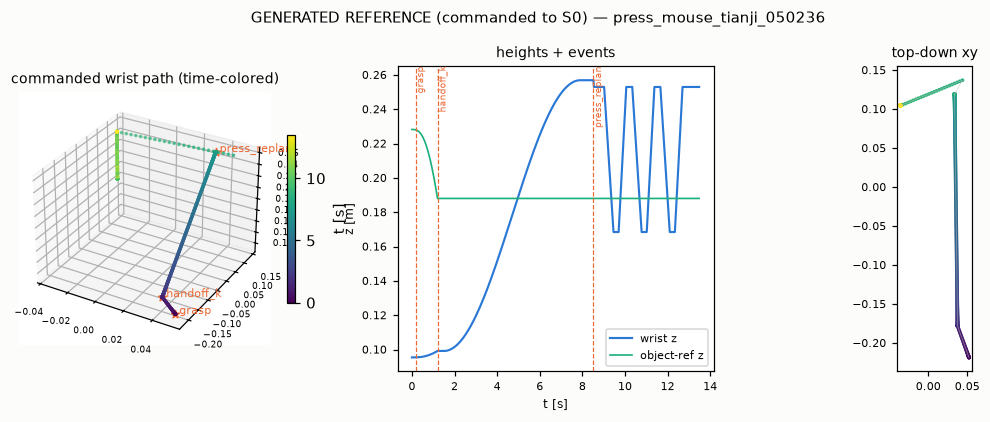 GENERATED REFERENCE (commanded to S0) — press_mouse_tianji_050236
commanded wrist path (time-colored)
press_replan
handoff_k
grasp
−0.04
−0.02
0.00
0.02
0.04
−0.20
−0.15
−0.10
−0.05
0.00
0.05
0.10
0.15
10
5
0
t [s]
z [m]
heights + events
grasp
handoff_k
press_replan
0.26
0.24
0.22
0.20
0.18
0.16
0.14
0.12
0.10
0
2
4
6
8
10
12
14
t [s]
wrist z
object-ref z
top-down xy
0.15
0.10
0.05
0.00
−0.05
−0.10
−0.15
−0.20
0.00
0.05